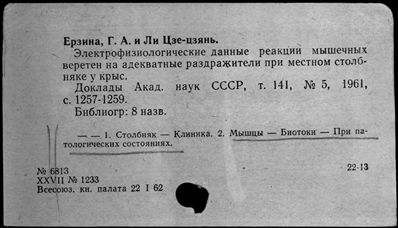 Ерзина, Г. А. и Ли Цзе-цзянь.
Электрофизиологические данные реакции мышечных
веретен на адекватные раздражители при местном столб-
няке у крыс.
Доклады Акад. наук СССР, т. 141, № 5, 1961,
с. 1257-1259.
Библиогр: 8 назв.
— — 1. Столбняк — Клиника. 2. Мышцы — Биотоки — При па-
тологических состояниях.
№ 6813
22-13
XXVII № 1233
Всесоюз. кн. палата 22 I 62